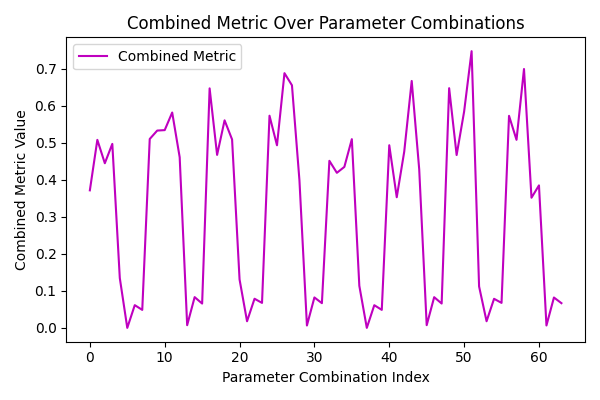 Combined Metric Over Parameter Combinations
Combined Metric
Combined Metric Value
0.7
0.6
0.5
0.4
0.3
0.2
0.1
0.0
0 10 20 30 40 50 60
Parameter Combination Index